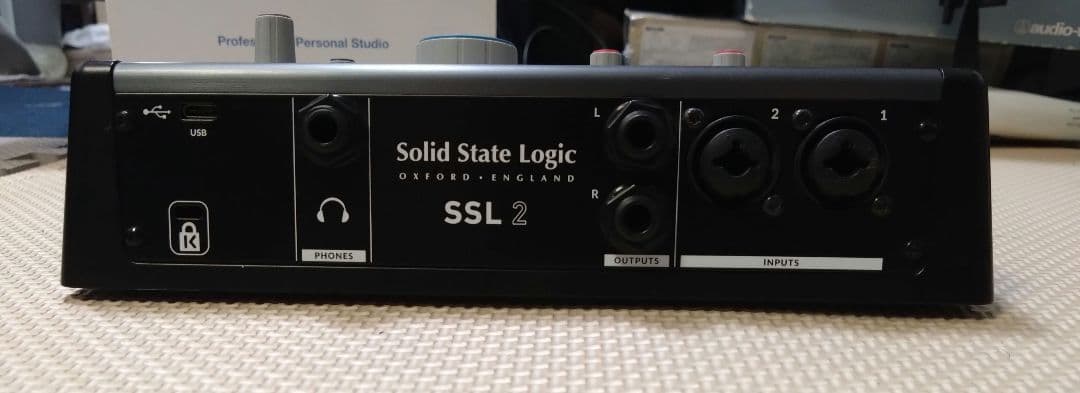 Profes Personal Studio
audio-
USB
PHONES
Solid State Logic
OXFORD • ENGLAND
SSL 2
L
R
OUTPUTS
2 1
INPUTS
K